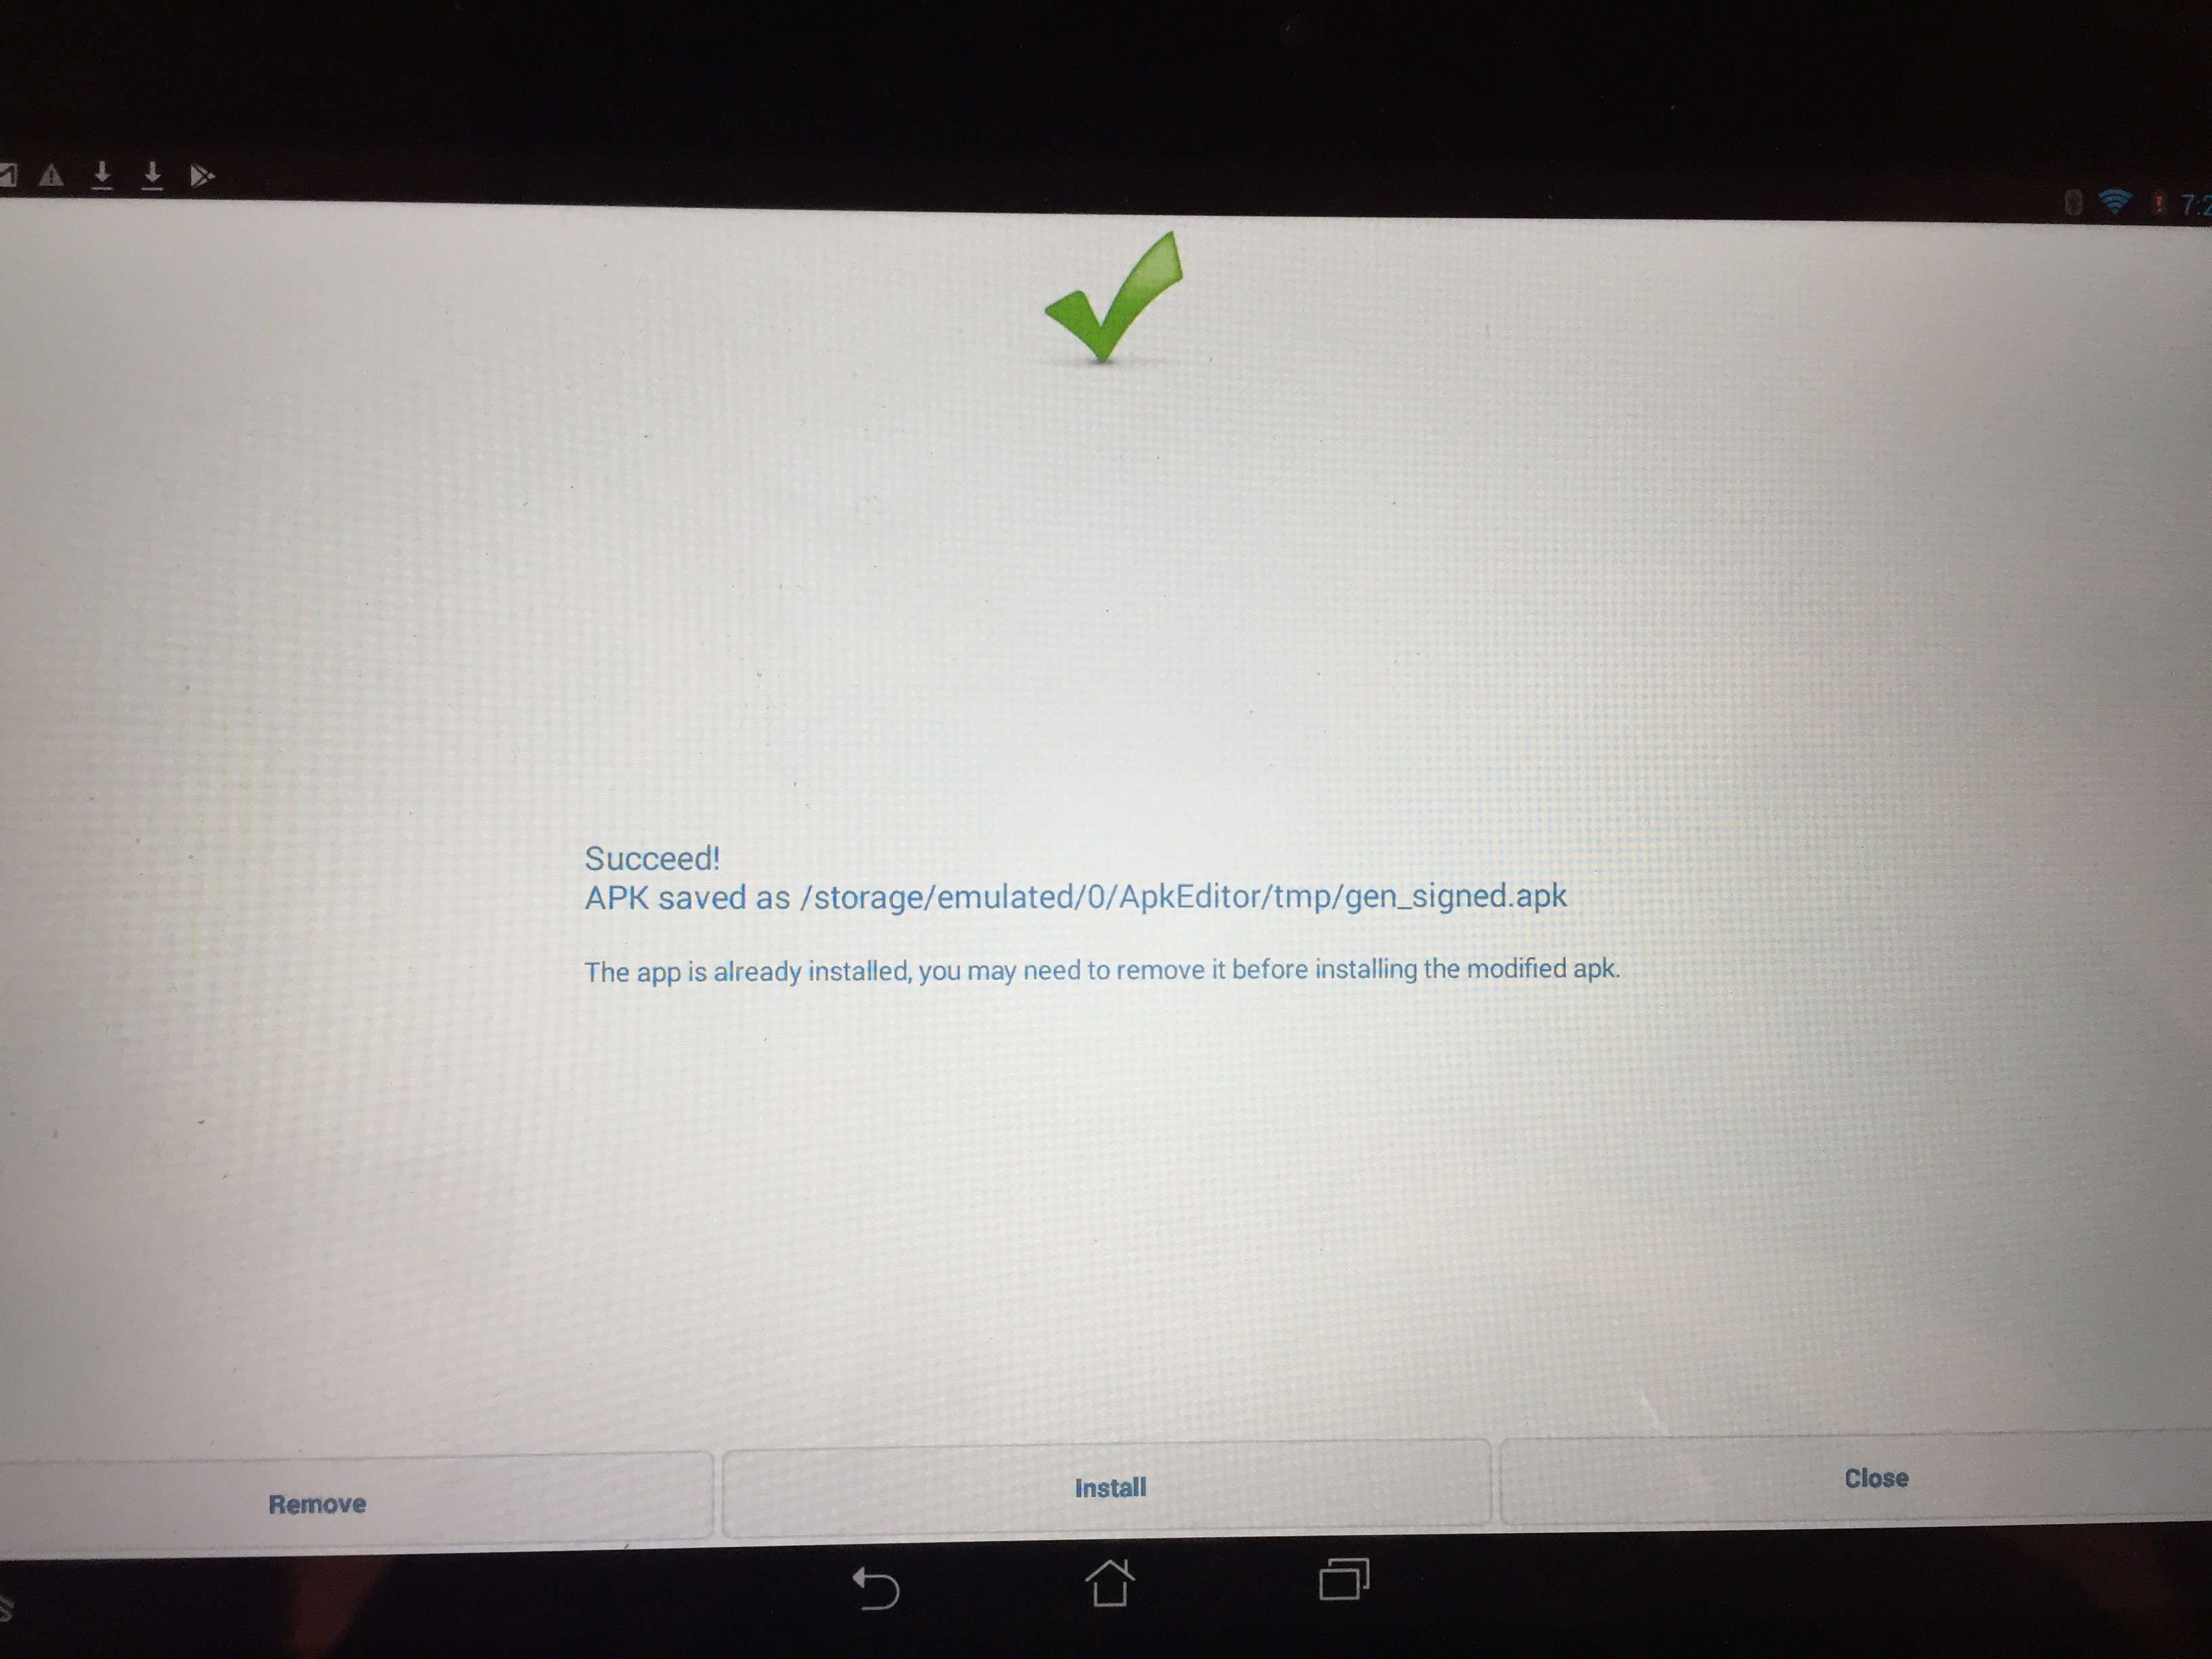 7:2
Succeed!
APK saved as /storage/emulated/0/ApkEditor/tmp/gen_signed.apk
The app is already installed, you may need to remove it before installing the modified apk.
Remove
Install
Close